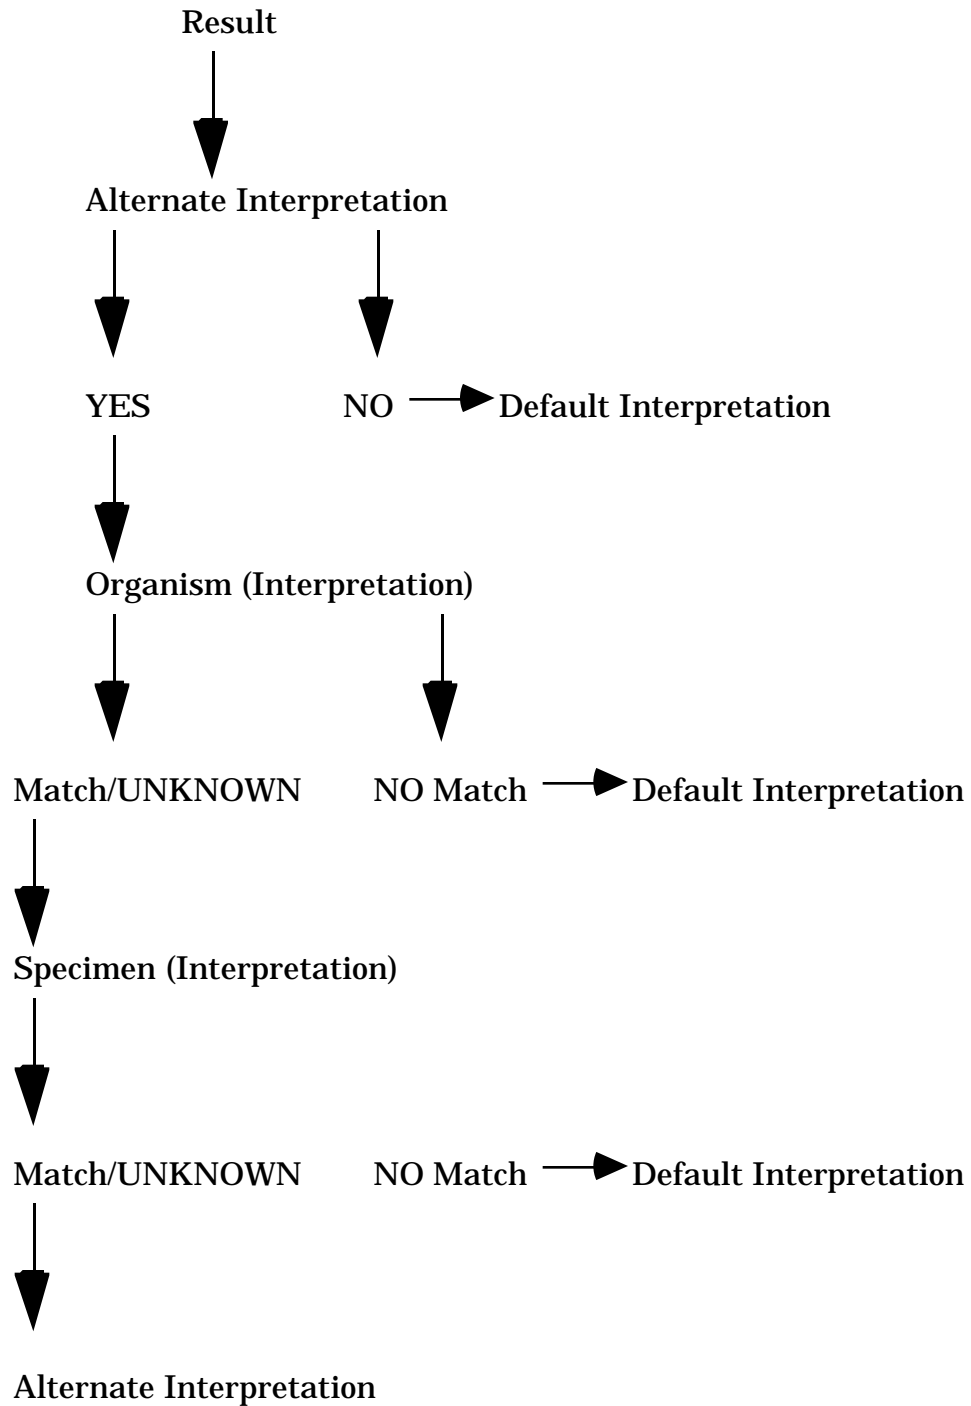 Result
Alternate Interpretation
YES NO Default Interpretation
Organism (Interpretation)
Match/UNKNOWN NO Match Default Interpretation
Specimen (Interpretation)
Match/UNKNOWN NO Match Default Interpretation
Alternate Interpretation